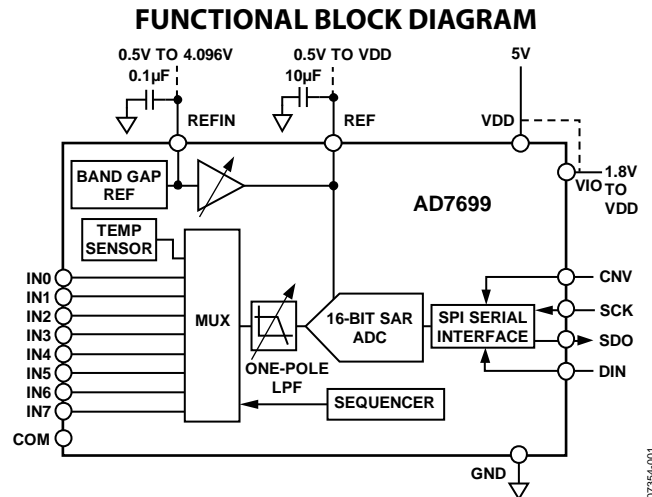 FUNCTIONAL BLOCK DIAGRAM
0.5V TO 4.096V
0.1µF
REFIN
0.5V TO VDD
10µF
REF
5V
VDD
VIO
1.8V
TO
VDD
BAND GAP
REF
AD7699
TEMP
SENSOR
IN0
IN1
IN2
IN3
IN4
IN5
IN6
IN7
COM
MUX
ONE-POLE
LPF
16-BIT SAR
ADC
SPI SERIAL
INTERFACE
CNV
SCK
SDO
DIN
SEQUENCER
GND
07354-001